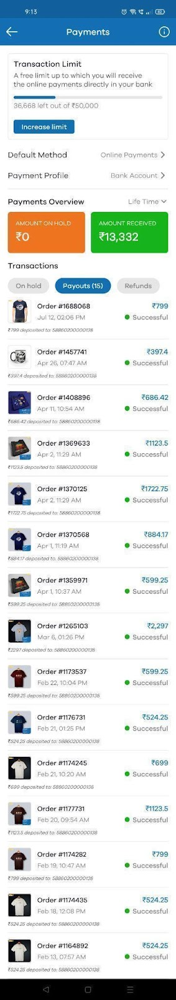 9:13
82
Payments
Transaction Limit
A free limit up to which you will receive
the online payments directly in your bank
36,668 left out of ₹50,000
Increase limit
Default Method Online Payments
Payment Profile Bank Account
Payments Overview Life Time
AMOUNT ON HOLD AMOUNT RECEIVED
₹0 ₹13,332
Transactions
On hold Payouts (15) Refunds
Order #1688068 ₹799
Jul 12, 02:06 PM Successful
₹799 deposited to: 58860200000138
Order #1457741 ₹397.4
Apr 26, 07:47 AM Successful
₹397.4 deposited to: 58860200000138
Order #1408896 ₹686.42
Apr 11, 10:54 AM Successful
₹686.42 deposited to: 58860200000138
Order #1369633 ₹1123.5
Apr 2, 11:29 AM Successful
₹1123.5 deposited to: 58860200000138
Order #1370125 ₹1722.75
Apr 2, 11:29 AM Successful
₹1722.75 deposited to: 58860200000138
Order #1370568 ₹884.17
Apr 1, 11:19 AM Successful
₹884.17 deposited to: 58860200000138
Order #1359971 ₹599.25
Apr 1, 10:37 AM Successful
₹599.25 deposited to: 58860200000138
Order #1265103 ₹2,297
Mar 6, 01:26 PM Successful
₹2297 deposited to: 58860200000138
Order #1173537 ₹599.25
Feb 22, 10:04 PM Successful
₹599.25 deposited to: 58860200000138
Order #1176731 ₹524.25
Feb 21, 01:25 PM Successful
₹524.25 deposited to: 58860200000138
Order #1174245 ₹699
Feb 21, 10:20 AM Successful
₹699 deposited to: 58860200000138
Order #1177731 ₹1123.5
Feb 20, 09:54 AM Successful
₹1123.5 deposited to: 58860200000138
Order #1174282 ₹799
Feb 19, 10:47 AM Successful
₹799 deposited to: 58860200000138
Order #1174435 ₹524.25
Feb 18, 12:08 PM Successful
₹524.25 deposited to: 58860200000138
Order #1164892 ₹524.25
Feb 13, 07:57 AM Successful
₹524.25 deposited to: 58860200000138